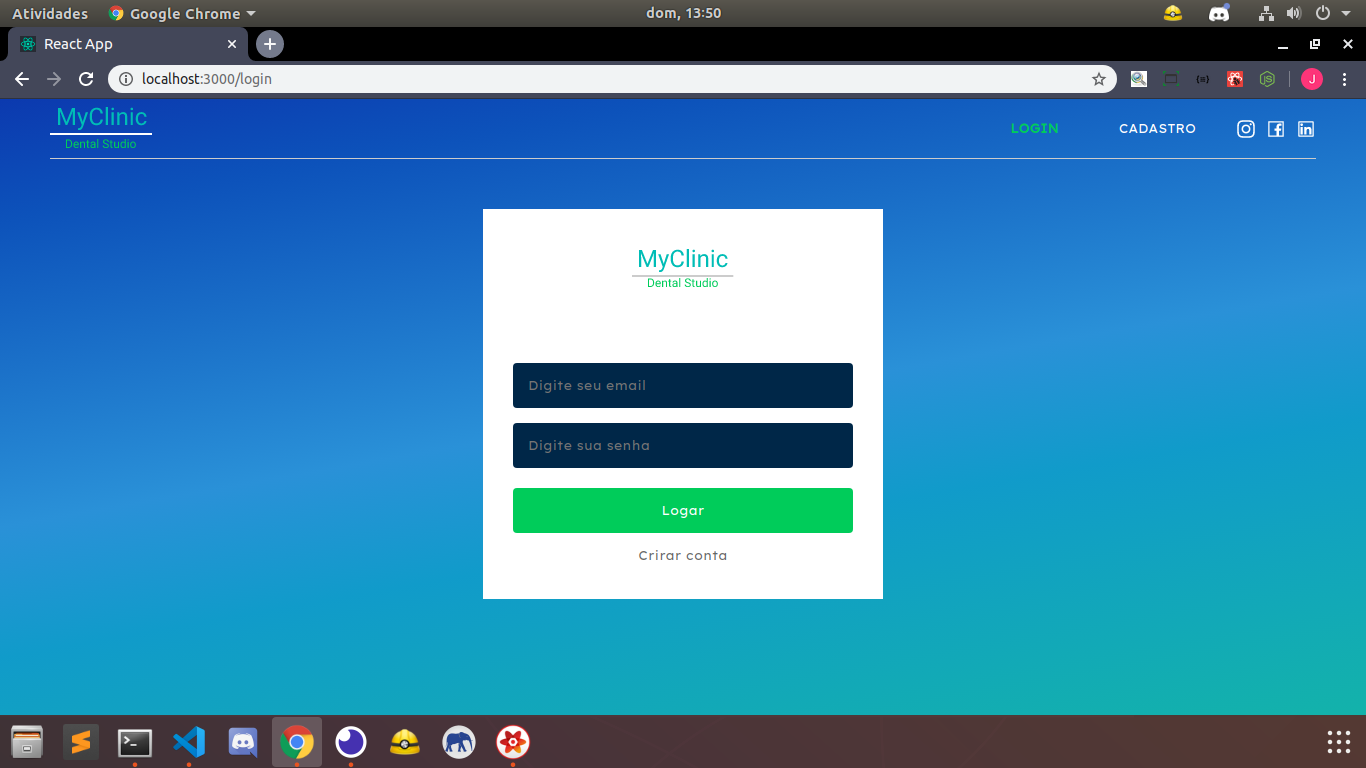 Atividades Google Chrome dom, 13:50
React App
localhost:3000/login
J
MyClinic
Dental Studio
LOGIN CADASTRO
MyClinic
Dental Studio
Digite seu email
Digite sua senha
Logar
Crirar conta